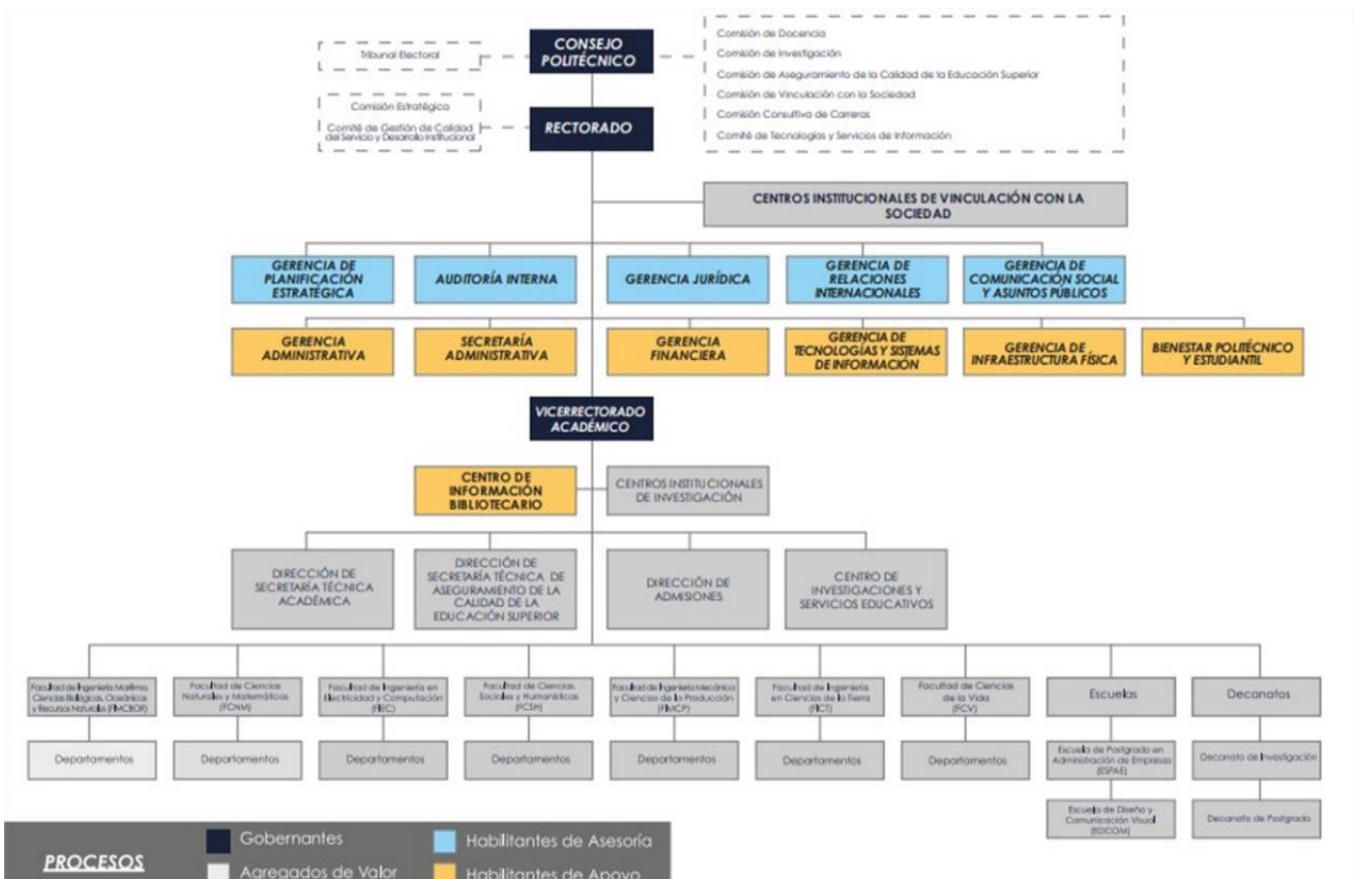 CONSEJO
POLITÉCNICO
Tribunal Electoral
Comisión de Docencia
Comisión de Investigación
Comisión de Aseguramiento de la Calidad de la Educación Superior
Comisión de Vinculación con la Sociedad
Comisión Consultiva de Carreras
Comité de Tecnologías y Servicios de Información
Comisión Estratégica
Comité de Gestión de Calidad
del Servicio y Desarrollo Institucional
RECTORADO
CENTROS INSTITUCIONALES DE VINCULACIÓN CON LA
SOCIEDAD
GERENCIA DE
PLANIFICACIÓN
ESTRATÉGICA
AUDITORÍA INTERNA
GERENCIA JURÍDICA
GERENCIA DE
RELACIONES
INTERNACIONALES
GERENCIA DE
COMUNICACIÓN SOCIAL
Y ASUNTOS PÚBLICOS
GERENCIA
ADMINISTRATIVA
SECRETARÍA
ADMINISTRATIVA
GERENCIA
FINANCIERA
GERENCIA DE
TECNOLOGÍAS Y SISTEMAS
DE INFORMACIÓN
GERENCIA DE
INFRAESTRUCTURA FÍSICA
BIENESTAR POLITÉCNICO
Y ESTUDIANTIL
VICERRECTORADO
ACADÉMICO
CENTRO DE
INFORMACIÓN
BIBLIOTECARIO
CENTROS INSTITUCIONALES
DE INVESTIGACIÓN
DIRECCIÓN DE
SECRETARÍA TÉCNICA
ACADÉMICA
DIRECCIÓN DE
SECRETARÍA TÉCNICA DE
ASEGURAMIENTO DE LA
CALIDAD DE LA
EDUCACIÓN SUPERIOR
DIRECCIÓN DE
ADMISIONES
CENTRO DE
INVESTIGACIONES Y
SERVICIOS EDUCATIVOS
Facultad de Ingeniería Marítima,
Ciencias Biológicas, Oceánicas
y Recursos Naturales (FIMCBOR)
Facultad de Ciencias
Naturales y Matemáticas
(FCNM)
Facultad de Ingeniería en
Electricidad y Computación
(FIEC)
Facultad de Ciencias
Sociales y Humanísticas
(FCSH)
Facultad de Ingeniería Mecánica
y Ciencias de la Producción
(FIMCP)
Facultad de Ingeniería
en Ciencias de la Tierra
(FICT)
Facultad de Ciencias
de la Vida
(FCV)
Escuelas
Decanatos
Departamentos
Departamentos
Departamentos
Departamentos
Departamentos
Departamentos
Departamentos
Escuela de Postgrado en
Administración de Empresas
(ESPAE)
Decanato de Investigación
Escuela de Diseño y
Comunicación Visual
(EDCOM)
Decanato de Postgrado
PROCESOS
Gobernantes
Habilitantes de Asesoría
Agregados de Valor
Habilitantes de Apoyo